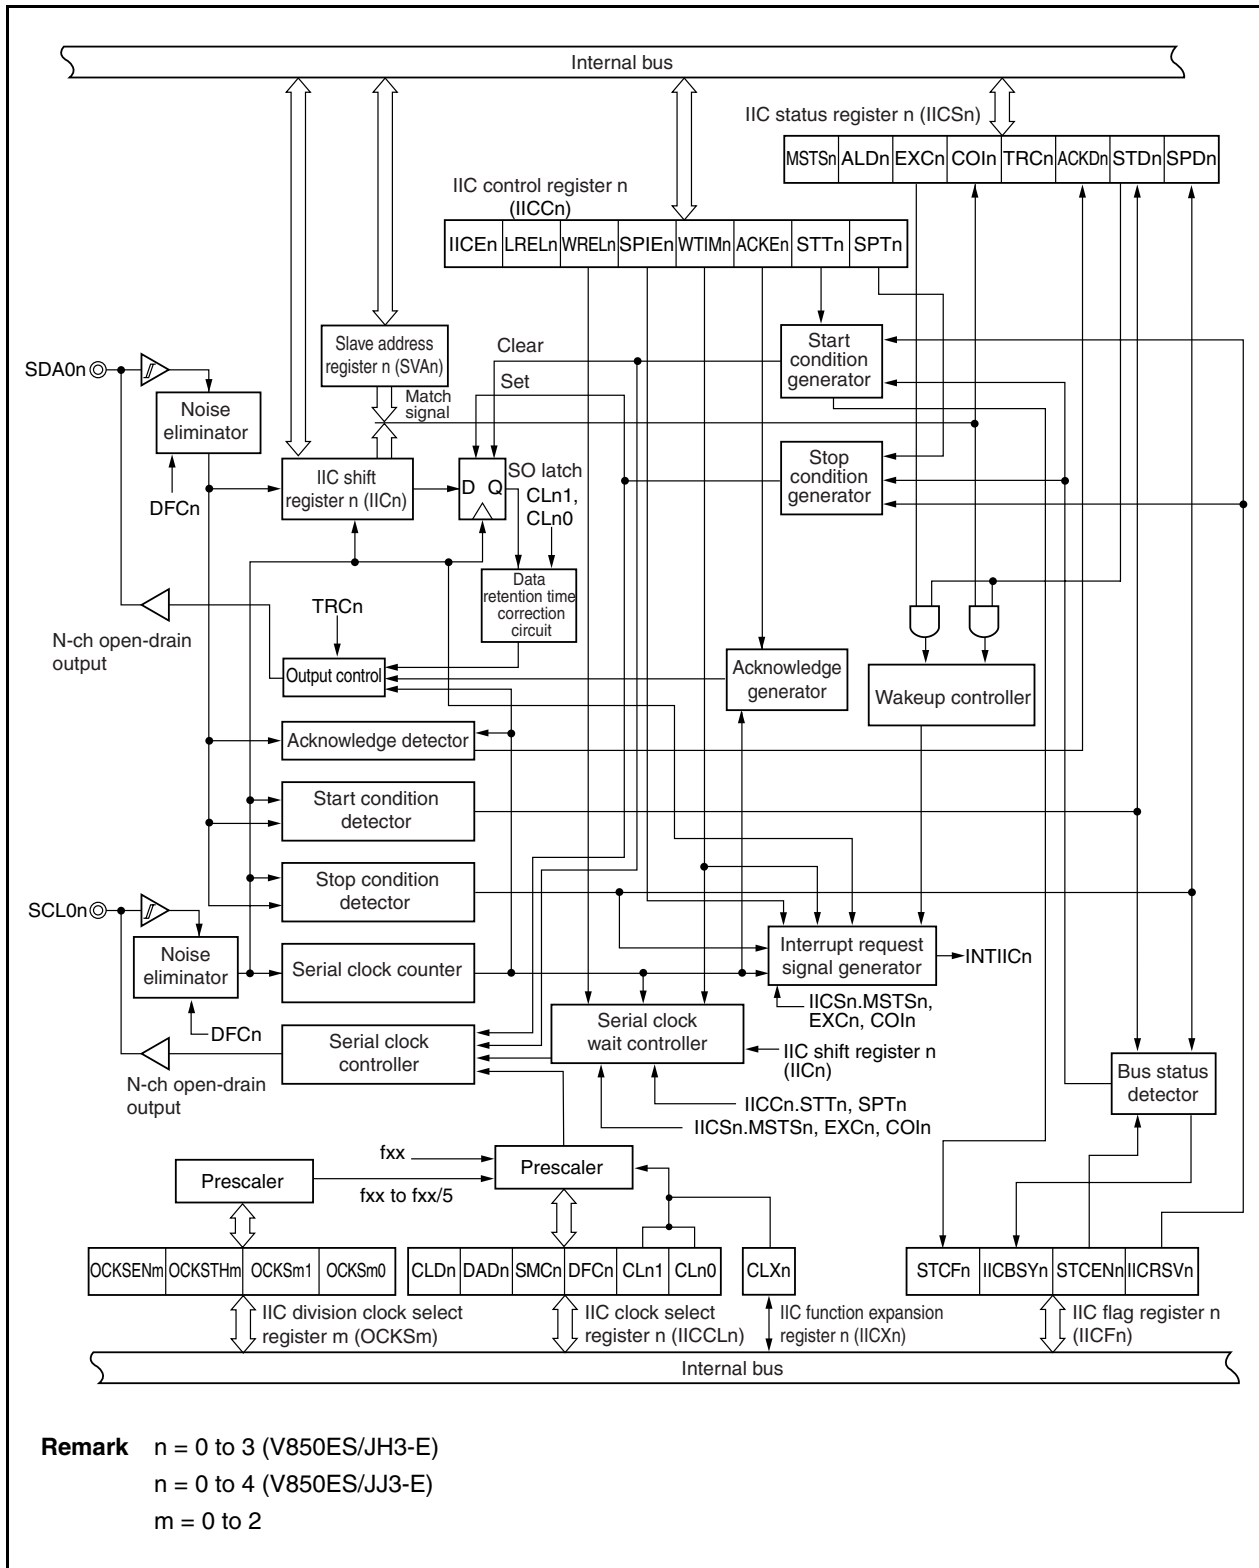 Internal bus
IIC status register n (IICSn)
MSTSn ALDn EXCn COIn TRCn ACKDn STDn SPDn
IIC control register n
(IICCn)
IICEn LRELn WRELn SPIEn WTIMn ACKEn STTn SPTn
Slave address
register n (SVAn)
Match
signal
Clear
Set
Start
condition
generator
SDA0n
Noise
eliminator
DFCn
IIC shift
register n (IICn)
D Q
SO latch
CLn1,
CLn0
Stop
condition
generator
Data
retention time
correction
circuit
TRCn
N-ch open-drain
output
Output control
Acknowledge
generator
Wakeup controller
Acknowledge detector
Start condition
detector
Stop condition
detector
SCL0n
Noise
eliminator
Serial clock counter
Interrupt request
signal generator
INTIICn
IICSn.MSTSn,
EXCn, COIn
DFCn
Serial clock
controller
Serial clock
wait controller
IIC shift register n
(IICn)
N-ch open-drain
output
Bus status
detector
IICCn.STTn, SPTn
IICSn.MSTSn, EXCn, COIn
fxx
Prescaler
Prescaler
fxx to fxx/5
OCKSENm OCKSTHm OCKSm1 OCKSm0
CLDn DADn SMCn DFCn CLn1 CLn0
CLXn
STCFn IICBSYn STCENn IICRSVn
IIC division clock select
register m (OCKSm)
IIC clock select
register n (IICCLn)
IIC function expansion
register n (IICXn)
IIC flag register n
(IICFn)
Internal bus
Remark n = 0 to 3 (V850ES/JH3-E)
n = 0 to 4 (V850ES/JJ3-E)
m = 0 to 2